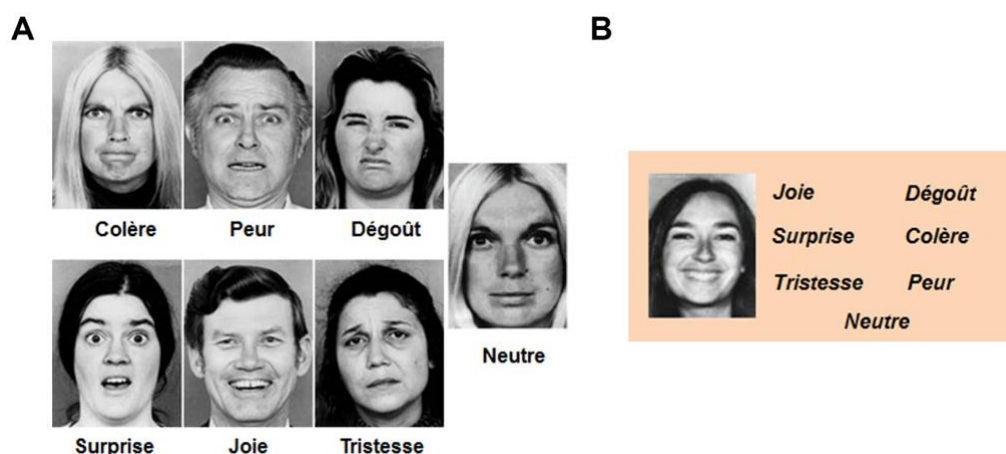 A
B
Colère Peur Dégoût
Neutre
Surprise Joie Tristesse
Joie Dégoût
Surprise Colère
Tristesse Peur
Neutre